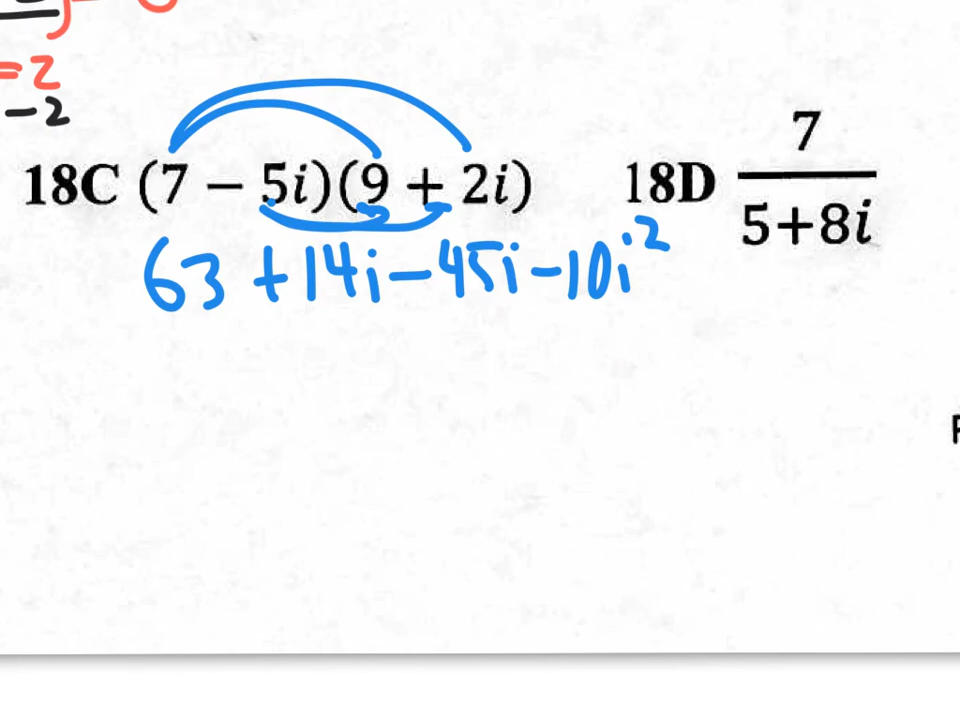 =2
-2
18C (7 − 5i)(9 + 2i)
63 +14i-45i-10i²
18D 7
5+8i